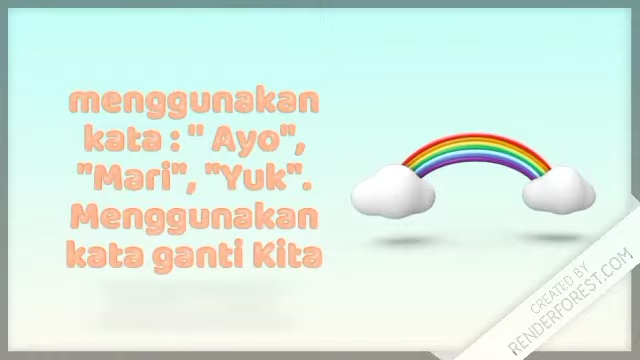 menggunakan
kata : " Ayo",
"Mari", "Yuk".
Menggunakan
kata ganti Kita
CREATED BY
RENDERFOREST.COM